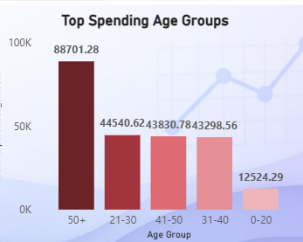 Top Spending Age Groups
100K
88701.28
50K
44540.62 43830.78 43298.56
12524.29
0K
50+ 21-30 41-50 31-40 0-20
Age Group